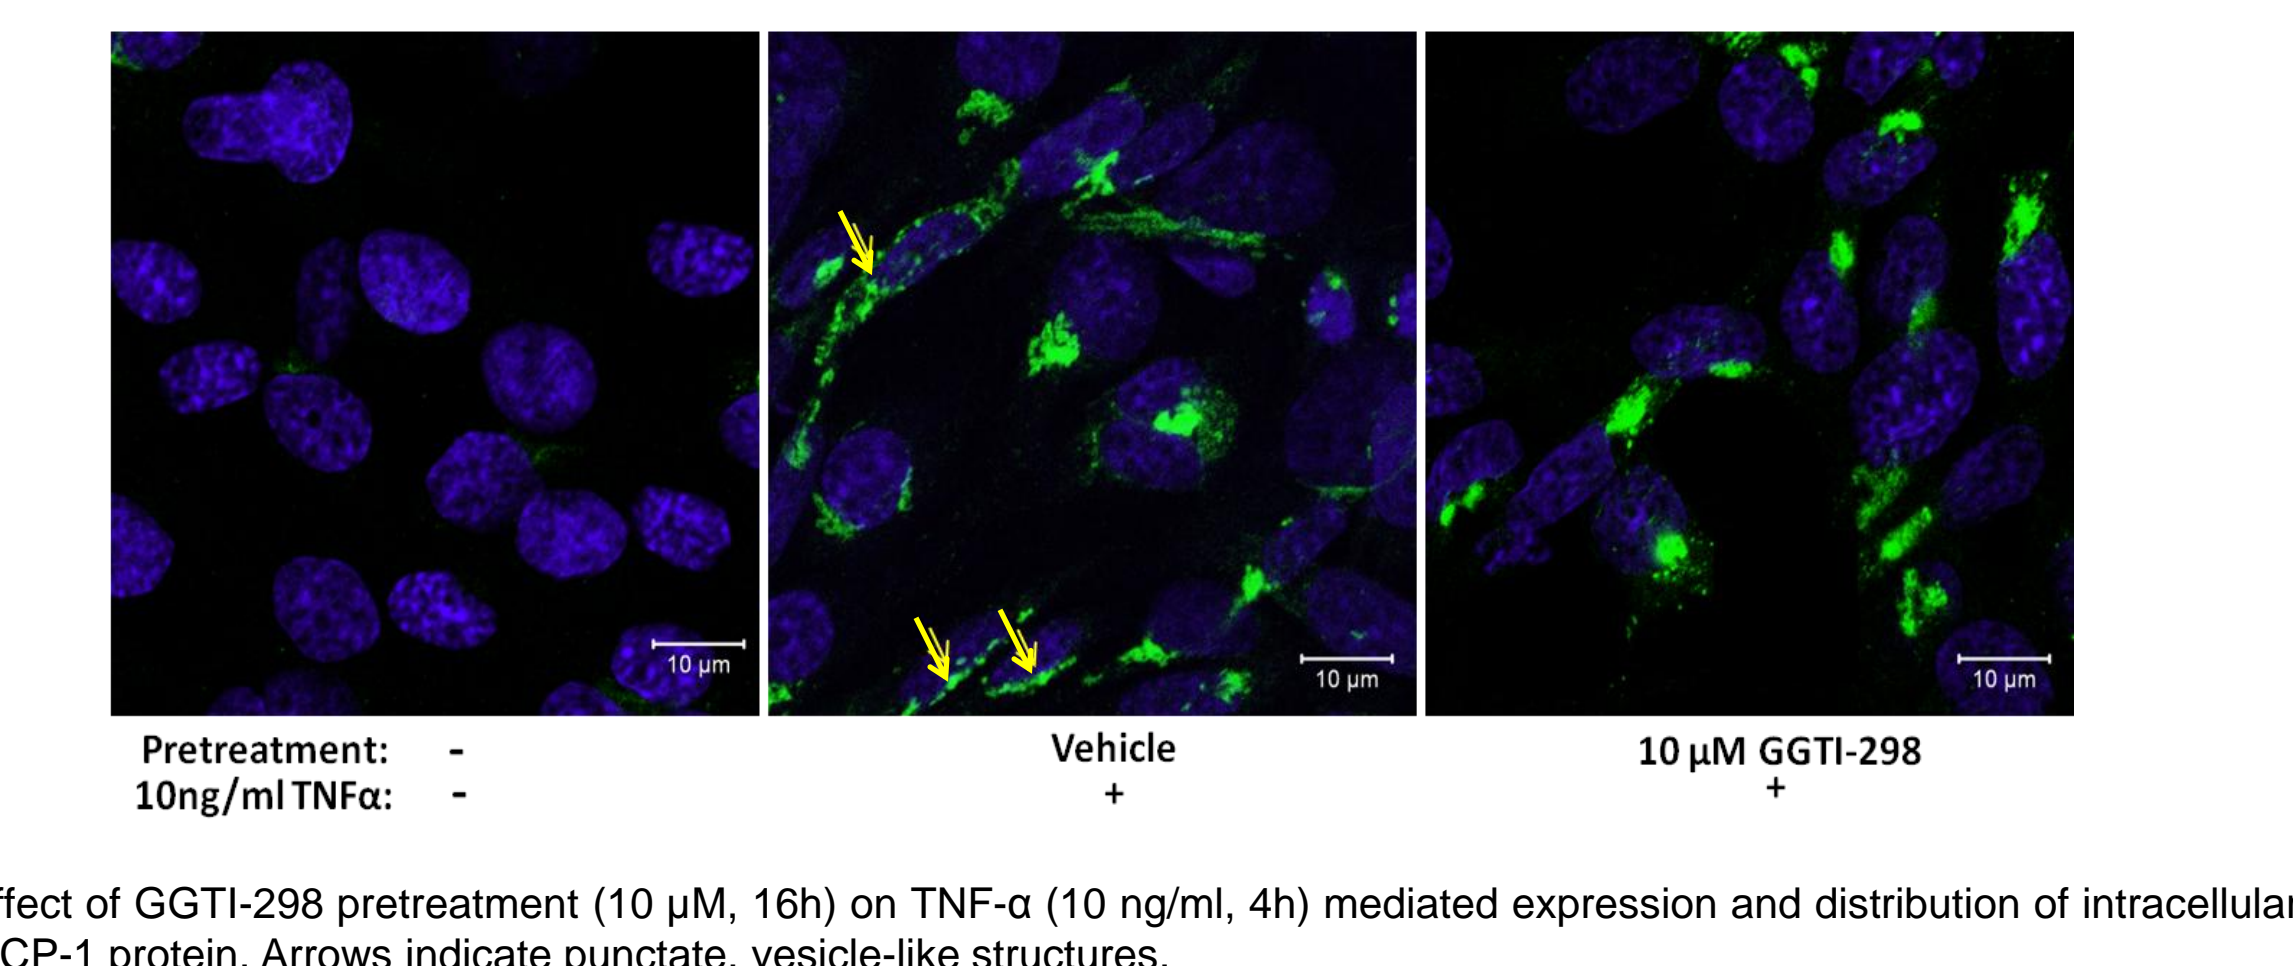 10 µm
10 µm
10 µm
Pretreatment: - Vehicle 10 µM GGTI-298
10ng/ml TNFα: - + +
ffect of GGTI-298 pretreatment (10 µM, 16h) on TNF-α (10 ng/ml, 4h) mediated expression and distribution of intracellular
CP-1 protein. Arrows indicate punctate, vesicle-like structures.